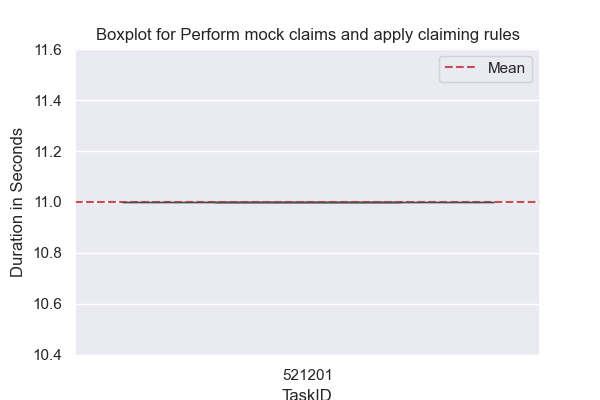 Boxplot for Perform mock claims and apply claiming rules
Mean
Duration in Seconds
11.6
11.4
11.2
11.0
10.8
10.6
10.4
521201
TaskID